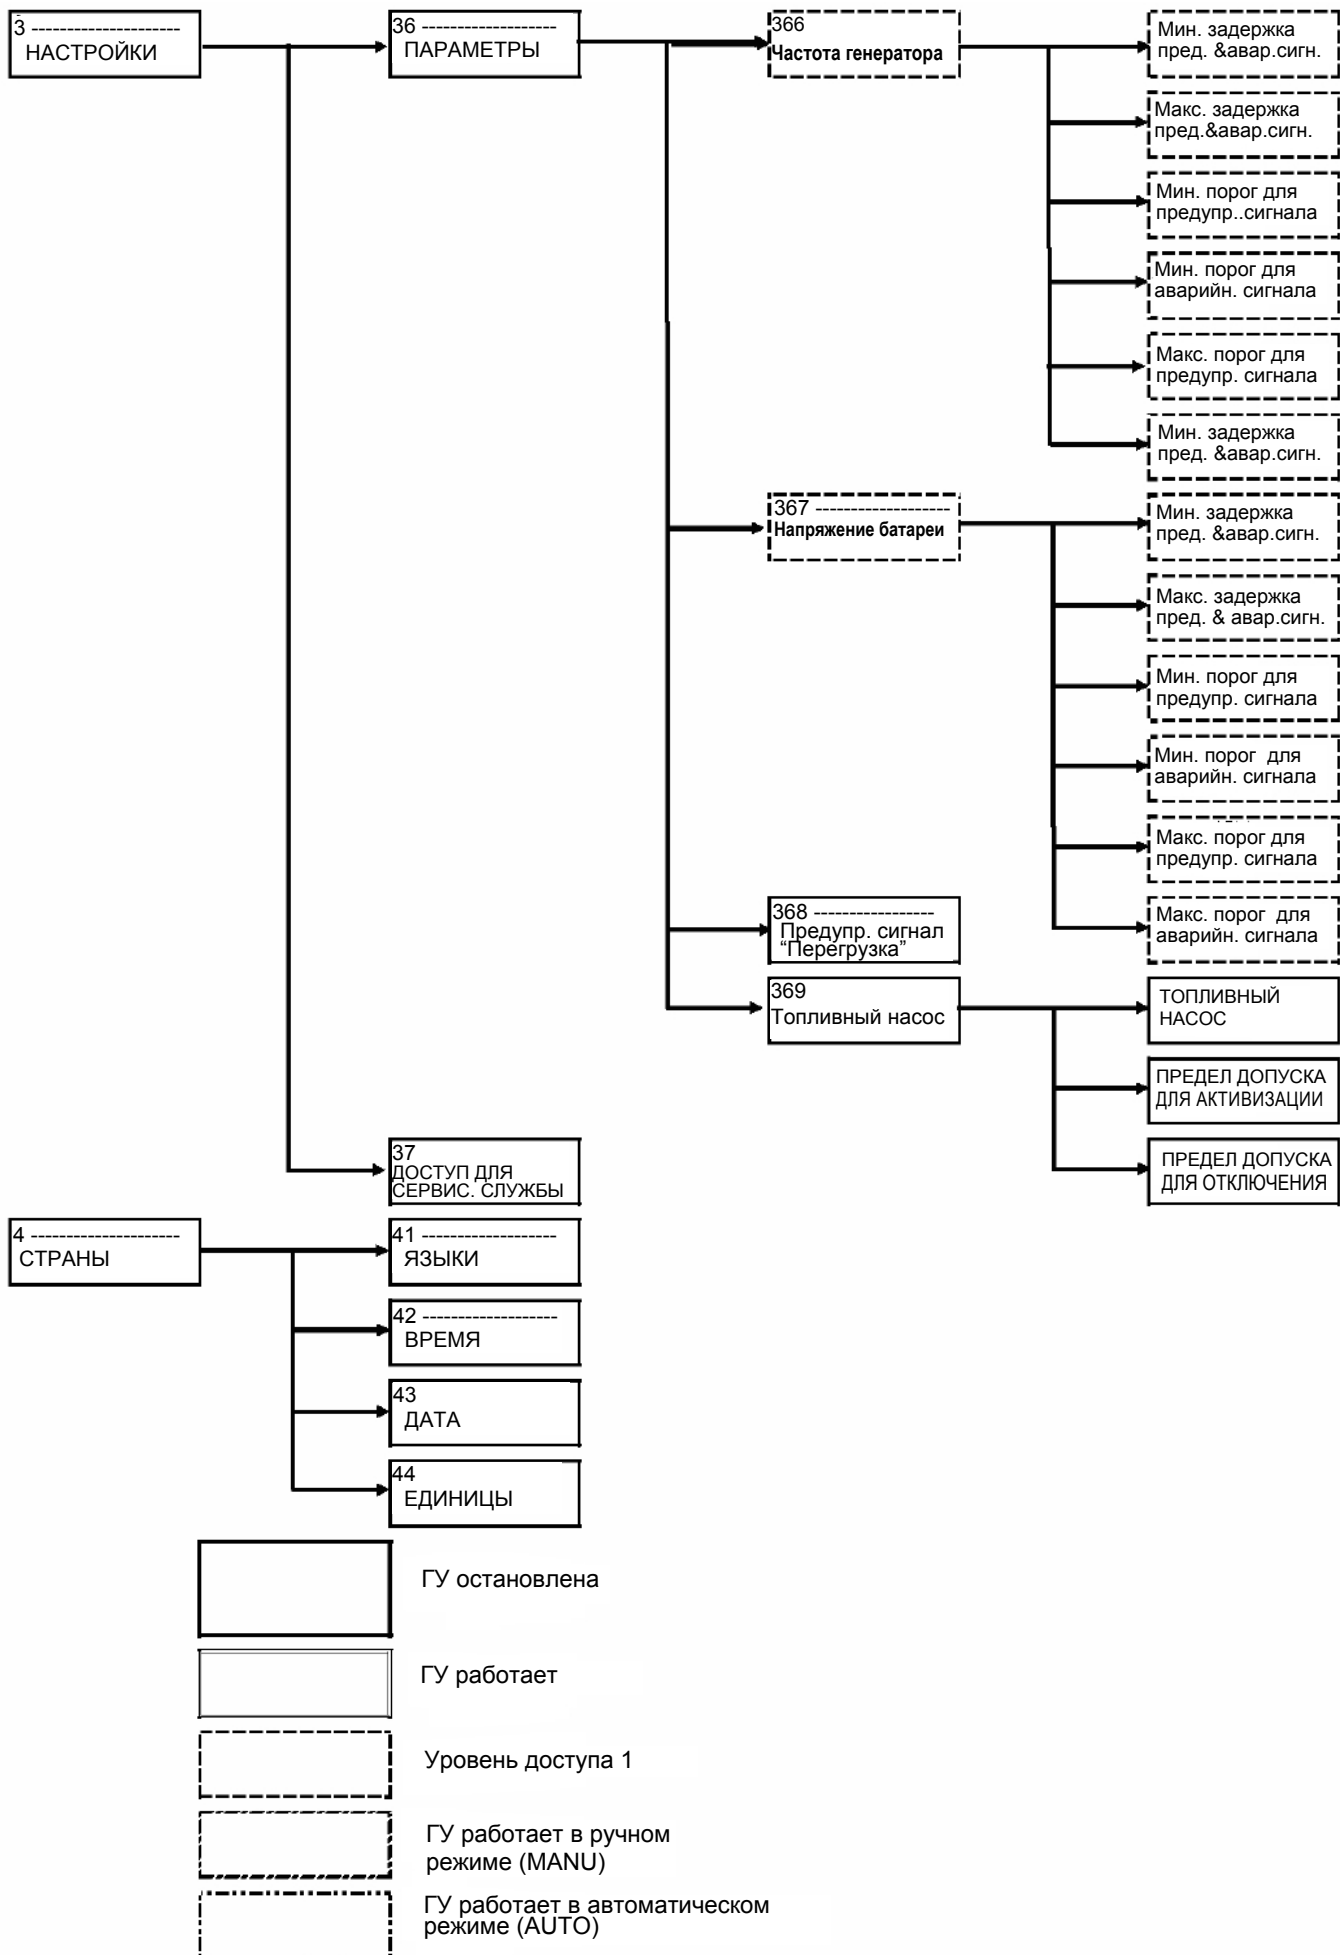 3 ---------------------
НАСТРОЙКИ
36 -------------------
ПАРАМЕТРЫ
366
Частота генератора
Мин. задержка
пред. &авар.сигн.
Макс. задержка
пред.&авар.сигн.
Мин. порог для
предупр..сигнала
Мин. порог для
аварийн. сигнала
Макс. порог для
предупр. сигнала
Мин. задержка
пред. &авар.сигн.
367 -------------------
Напряжение батареи
Мин. задержка
пред. &авар.сигн.
Макс. задержка
пред. & авар.сигн.
Мин. порог для
предупр. сигнала
Мин. порог для
аварийн. сигнала
Макс. порог для
предупр. сигнала
Макс. порог для
аварийн. сигнала
368 -----------------
Предупр. сигнал
“Перегрузка”
369
Топливный насос
ТОПЛИВНЫЙ
НАСОС
ПРЕДЕЛ ДОПУСКА
ДЛЯ АКТИВИЗАЦИИ
ПРЕДЕЛ ДОПУСКА
ДЛЯ ОТКЛЮЧЕНИЯ
37
ДОСТУП ДЛЯ
СЕРВИС. СЛУЖБЫ
4 ---------------------
СТРАНЫ
41 -------------------
ЯЗЫКИ
42 -------------------
ВРЕМЯ
43
ДАТА
44
ЕДИНИЦЫ
ГУ остановлена
ГУ работает
Уровень доступа 1
ГУ работает в ручном
режиме (MANU)
ГУ работает в автоматическом
режиме (AUTO)